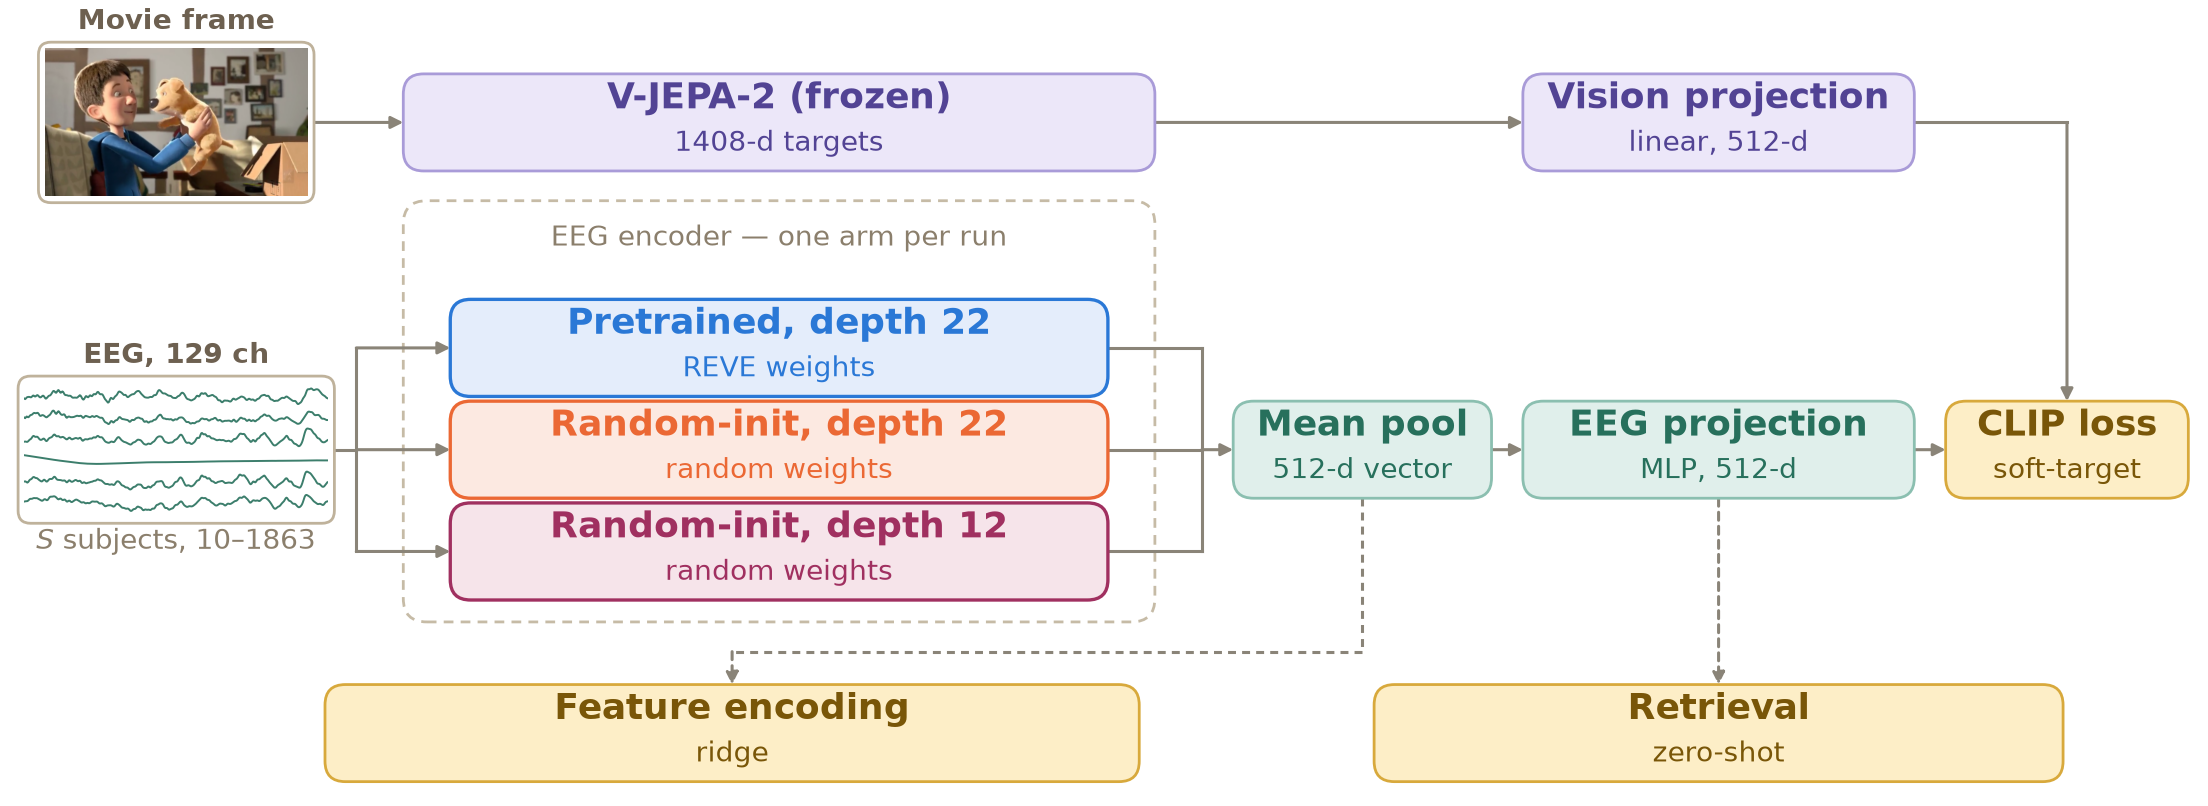 Movie frame
V-JEPA-2 (frozen)
1408-d targets
Vision projection
linear, 512-d
EEG encoder — one arm per run
EEG, 129 ch
S subjects, 10–1863
Pretrained, depth 22
REVE weights
Random-init, depth 22
random weights
Random-init, depth 12
random weights
Mean pool
512-d vector
EEG projection
MLP, 512-d
CLIP loss
soft-target
Feature encoding
ridge
Retrieval
zero-shot